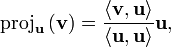 proj_𝐮 (𝐯) = ⟨𝐯, 𝐮⟩ / ⟨𝐮, 𝐮⟩ 𝐮,